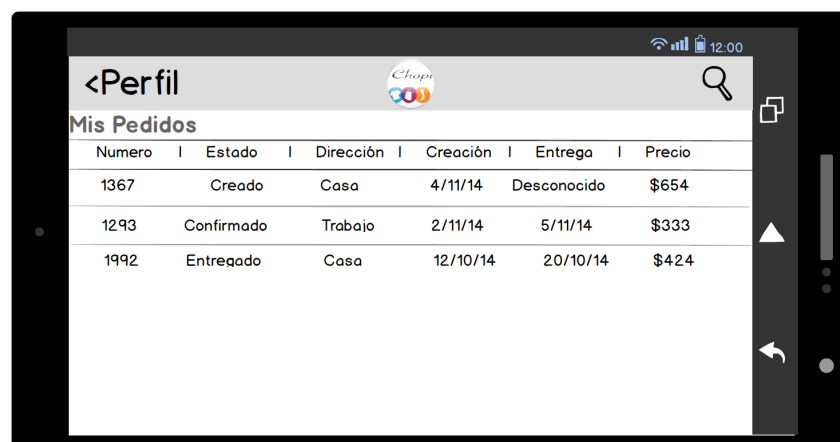 12:00
<Perfil
Chopi
Mis Pedidos
Numero | Estado | Dirección | Creación | Entrega | Precio
1367 Creado Casa 4/11/14 Desconocido $654
1293 Confirmado Trabajo 2/11/14 5/11/14 $333
1992 Entregado Casa 12/10/14 20/10/14 $424